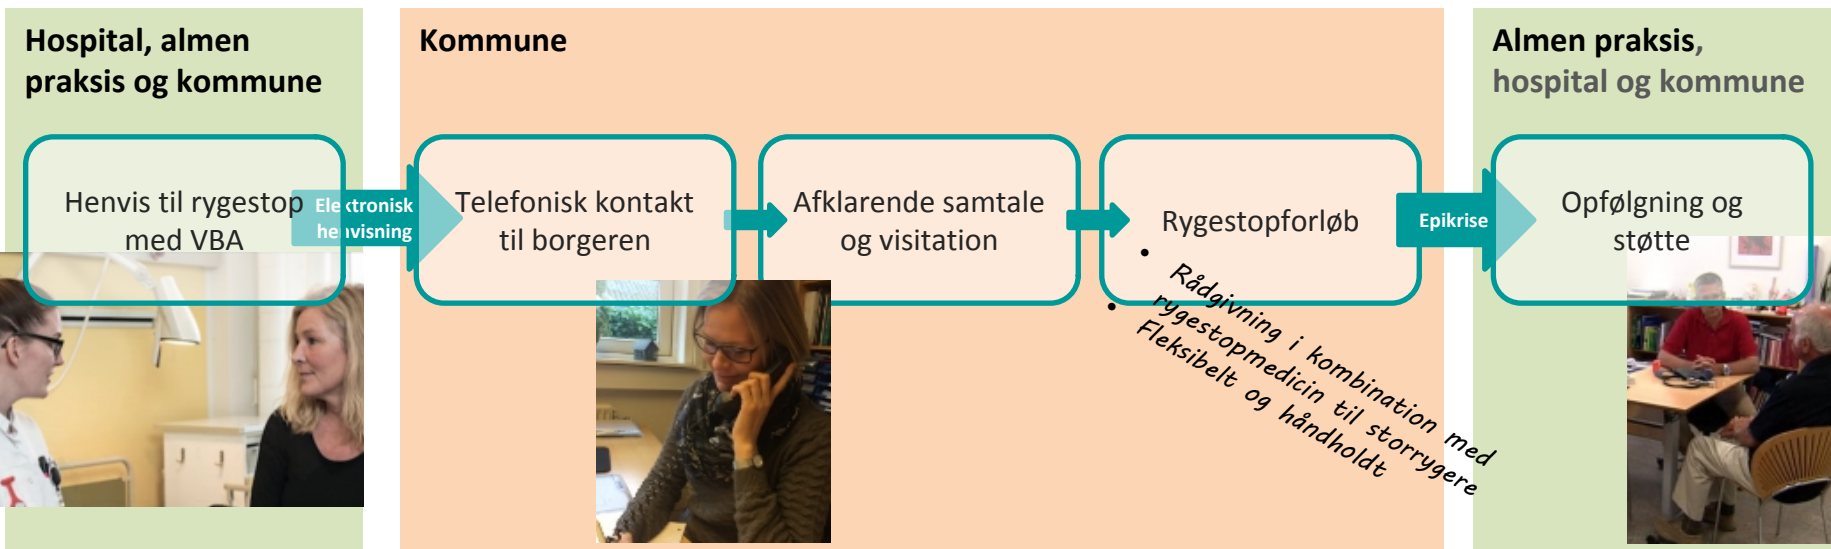 Hospital, almen
praksis og kommune
Henvis til rygestop
med VBA
Elektronisk
henvisning
Kommune
Telefonisk kontakt
til borgeren
Afklarende samtale
og visitation
Rygestopforløb
• Rådgivning i kombination med
rygestopmedicin til storrygere
• Fleksibelt og håndholdt
Epikrise
Almen praksis,
hospital og kommune
Opfølgning og
støtte